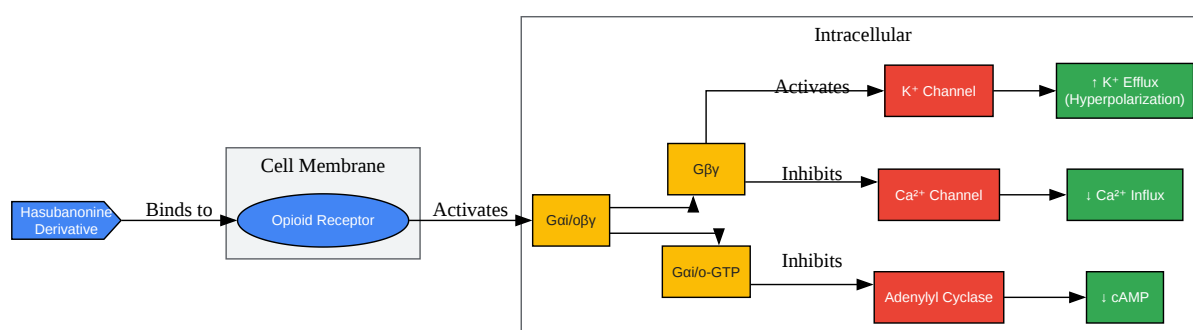 Intracellular
Activates
K⁺ Channel
↑ K⁺ Efflux
(Hyperpolarization)
Cell Membrane
Gβγ
Inhibits
Ca²⁺ Channel
↓ Ca²⁺ Influx
Hasubanonine
Derivative
Binds to
Opioid Receptor
Activates
Gαi/oβγ
Gαi/o-GTP
Inhibits
Adenylyl Cyclase
↓ cAMP